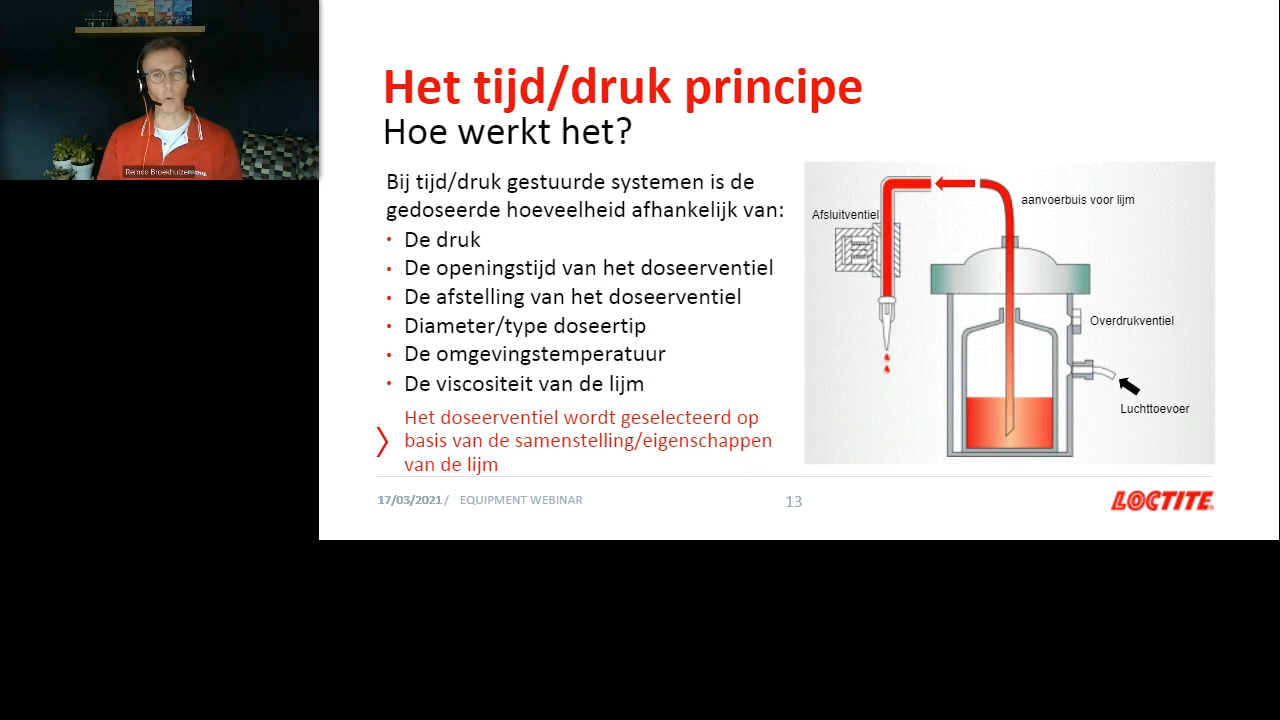 Remco Broekhuizen
Het tijd/druk principe
Hoe werkt het?
Bij tijd/druk gestuurde systemen is de
gedoseerde hoeveelheid afhankelijk van:
• De druk
• De openingstijd van het doseerventiel
• De afstelling van het doseerventiel
• Diameter/type doseertip
• De omgevingstemperatuur
• De viscositeit van de lijm
Het doseerventiel wordt geselecteerd op
basis van de samenstelling/eigenschappen
van de lijm
Afsluitventiel
aanvoerbuis voor lijm
Overdrukventiel
Luchttoevoer
17/03/2021 / EQUIPMENT WEBINAR
13
LOCTITE